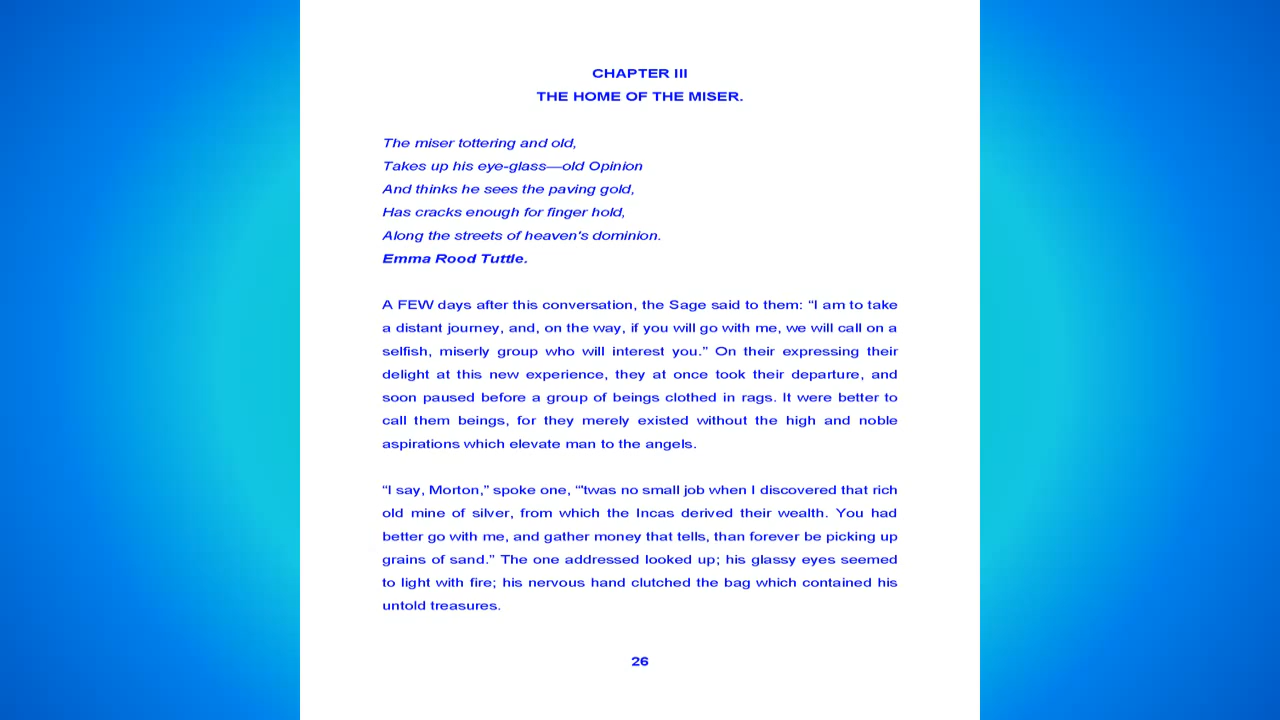 CHAPTER III
THE HOME OF THE MISER.
The miser tottering and old,
Takes up his eye-glass—old Opinion
And thinks he sees the paving gold,
Has cracks enough for finger hold,
Along the streets of heaven's dominion.
Emma Rood Tuttle.
A FEW days after this conversation, the Sage said to them: “I am to take
a distant journey, and, on the way, if you will go with me, we will call on a
selfish, miserly group who will interest you.” On their expressing their
delight at this new experience, they at once took their departure, and
soon paused before a group of beings clothed in rags. It were better to
call them beings, for they merely existed without the high and noble
aspirations which elevate man to the angels.
“I say, Morton,” spoke one, “'twas no small job when I discovered that rich
old mine of silver, from which the Incas derived their wealth. You had
better go with me, and gather money that tells, than forever be picking up
grains of sand.” The one addressed looked up; his glassy eyes seemed
to light with fire; his nervous hand clutched the bag which contained his
untold treasures.
26